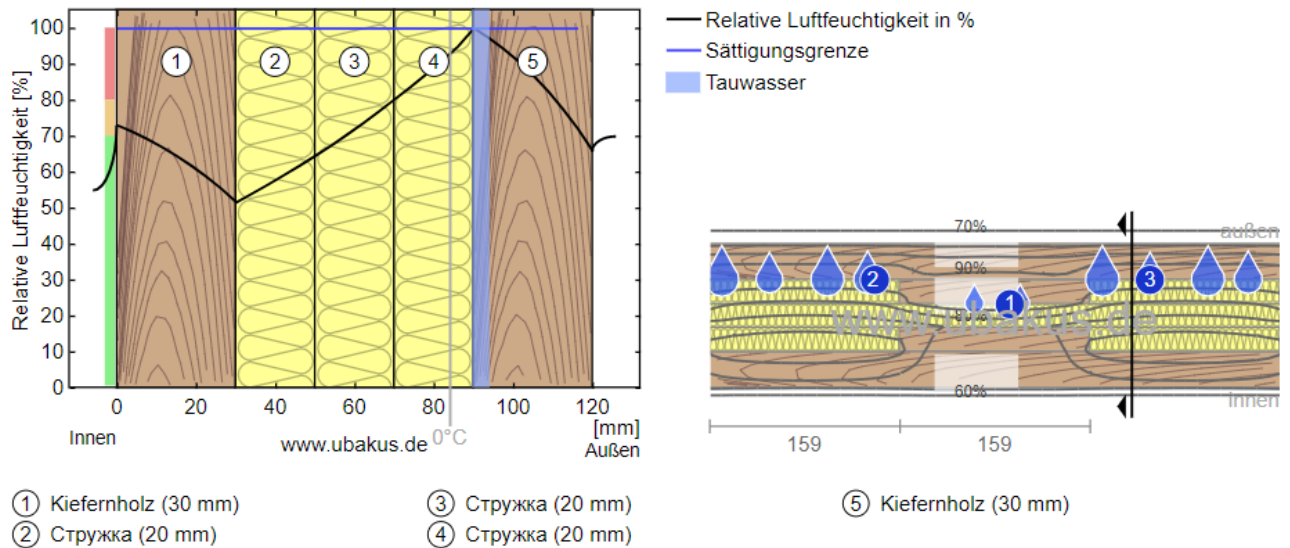 100
90
80
70
60
50
40
30
20
10
0
Relative Luftfeuchtigkeit [%]
1
2
3
4
5
0
20
40
60
80
100
120
[mm]
Innen
www.ubakus.de
0°C
Außen
Relative Luftfeuchtigkeit in %
Sättigungsgrenze
Tauwasser
70%
außen
90%
2
3
1
80%
www.ubakus.de
60%
innen
159
159
1 Kiefernholz (30 mm)
2 Стружка (20 mm)
3 Стружка (20 mm)
4 Стружка (20 mm)
5 Kiefernholz (30 mm)